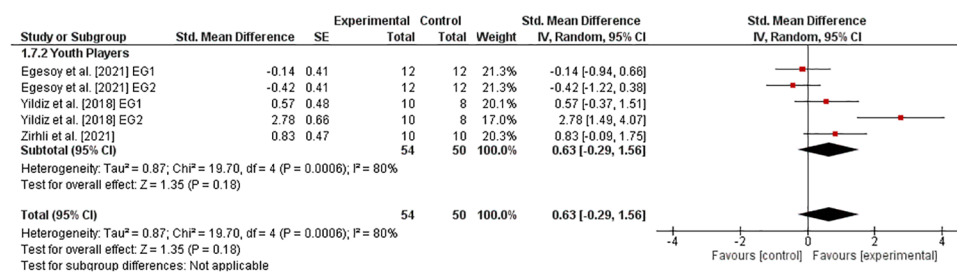 Experimental Control Std. Mean Difference Std. Mean Difference
Study or Subgroup Std. Mean Difference SE Total Total Weight IV, Random, 95% CI IV, Random, 95% CI
1.7.2 Youth Players
Egesoy et al. [2021] EG1 -0.14 0.41 12 12 21.3% -0.14 [-0.94, 0.66]
Egesoy et al. [2021] EG2 -0.42 0.41 12 12 21.3% -0.42 [-1.22, 0.38]
Yildiz et al. [2018] EG1 0.57 0.48 10 8 20.1% 0.57 [-0.37, 1.51]
Yildiz et al. [2018] EG2 2.78 0.66 10 8 17.0% 2.78 [1.49, 4.07]
Zirhli et al. [2021] 0.83 0.47 10 10 20.3% 0.83 [-0.09, 1.75]
Subtotal (95% CI) 54 50 100.0% 0.63 [-0.29, 1.56]
Heterogeneity: Tau² = 0.87; Chi² = 19.70, df = 4 (P = 0.0006); I² = 80%
Test for overall effect: Z = 1.35 (P = 0.18)
Total (95% CI) 54 50 100.0% 0.63 [-0.29, 1.56]
Heterogeneity: Tau² = 0.87; Chi² = 19.70, df = 4 (P = 0.0006); I² = 80%
Test for overall effect: Z = 1.35 (P = 0.18)
Test for subgroup differences: Not applicable
-4 -2 0 2 4
Favours [control] Favours [experimental]